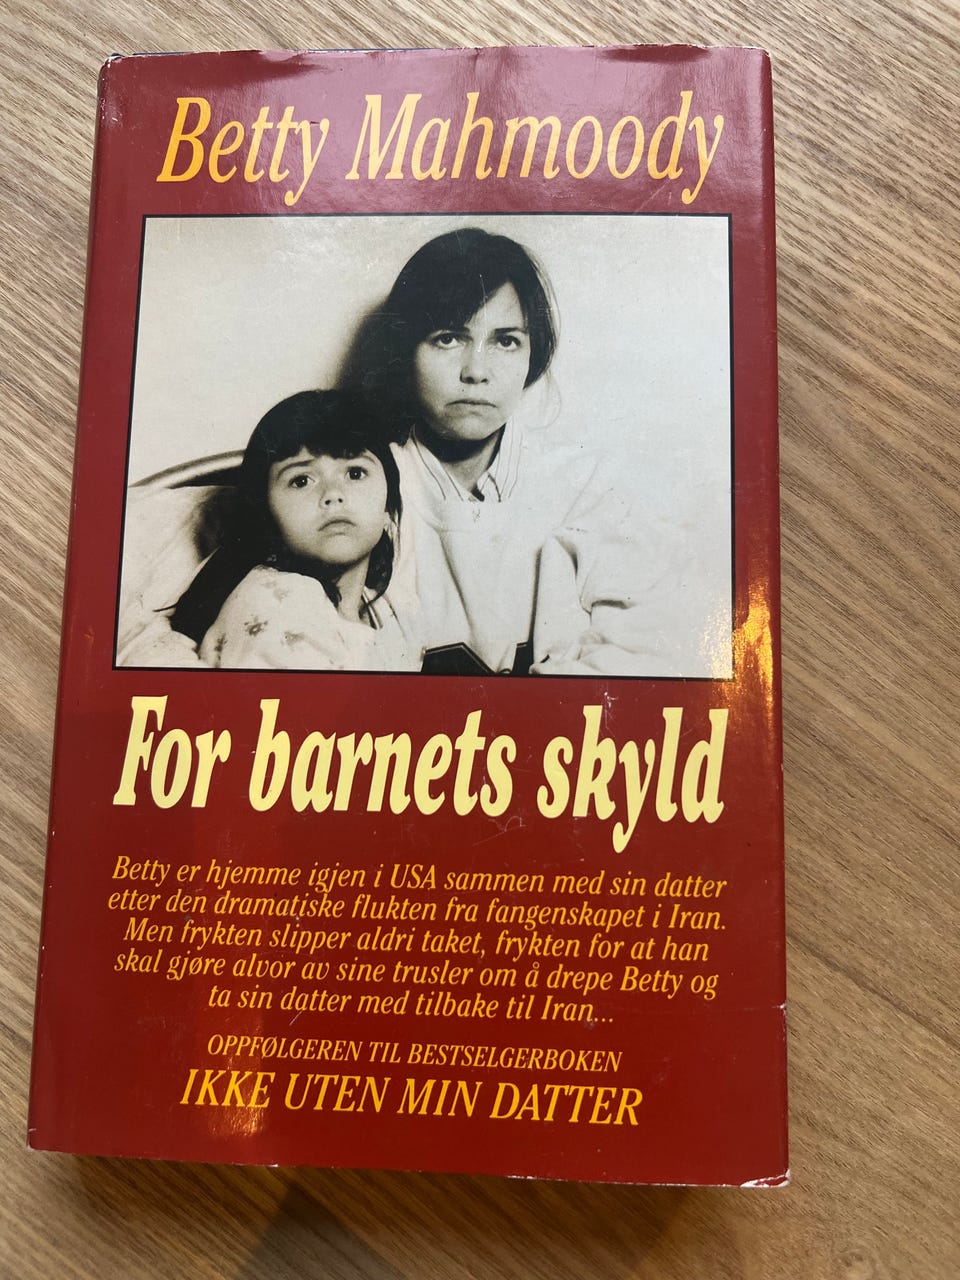 Betty Mahmoody
For barnets skyld
Betty er hjemme igjen i USA sammen med sin datter
etter den dramatiske flukten fra fangenskapet i Iran.
Men frykten slipper aldri taket, frykten for at han
skal gjøre alvor av sine trusler om å drepe Betty og
ta sin datter med tilbake til Iran...
OPPFØLGEREN TIL BESTSELGERBOKEN
IKKE UTEN MIN DATTER